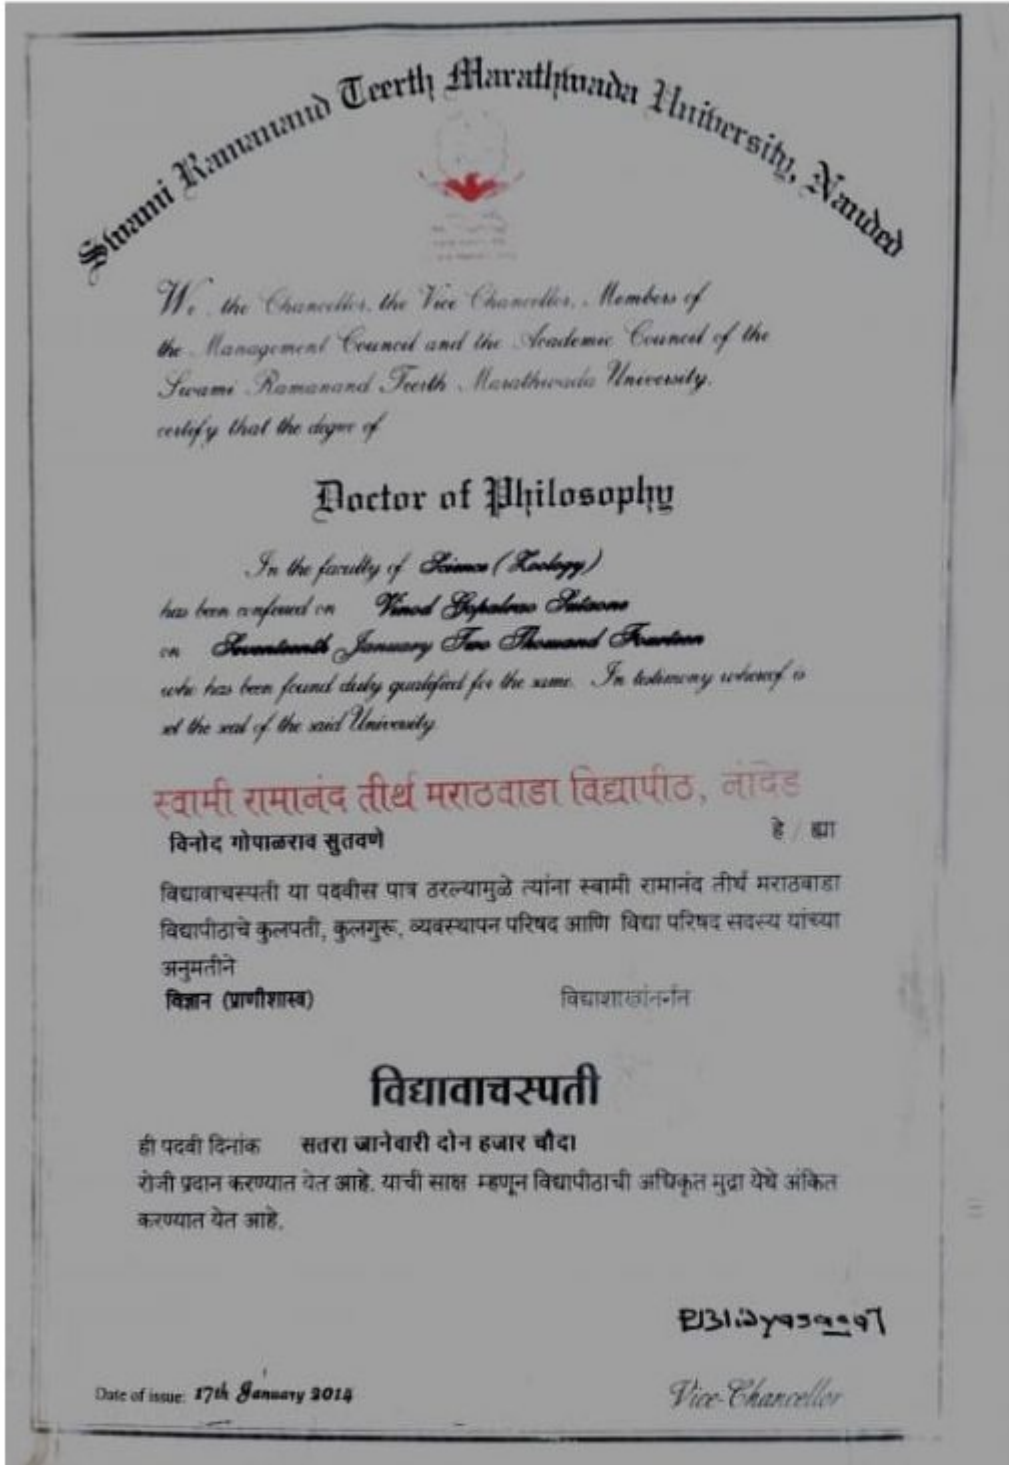 Swami Ramanand Teerth Marathwada University, Nanded
We, the Chancellor, the Vice Chancellor, Members of
the Management Council and the Academic Council of the
Swami Ramanand Teerth Marathwada University,
certify that the degree of
Doctor of Philosophy
In the faculty of Science (Zoology)
has been conferred on Vinod Gopalrao Sutaone
on Seventeenth January Two Thousand Fourteen
who has been found duly qualified for the same. In testimony whereof is
set the seal of the said University.
स्वामी रामानंद तीर्थ मराठवाडा विद्यापीठ, नांदेड
विनोद गोपाळराव सुतवणे हे / ह्या
विद्यावाचस्पती या पदवीस पात्र ठरल्यामुळे त्यांना स्वामी रामानंद तीर्थ मराठवाडा
विद्यापीठाचे कुलपती, कुलगुरू, व्यवस्थापन परिषद आणि विद्या परिषद सदस्य यांच्या
अनुमतीने
विज्ञान (प्राणीशास्त्र) विद्याशाखांतर्गत
विद्यावाचस्पती
ही पदवी दिनांक सतरा जानेवारी दोन हजार चौदा
रोजी प्रदान करण्यात येत आहे. याची साक्ष म्हणून विद्यापीठाची अधिकृत मुद्रा येथे अंकित
करण्यात येत आहे.
Date of issue: 17th January 2014 Vice-Chancellor